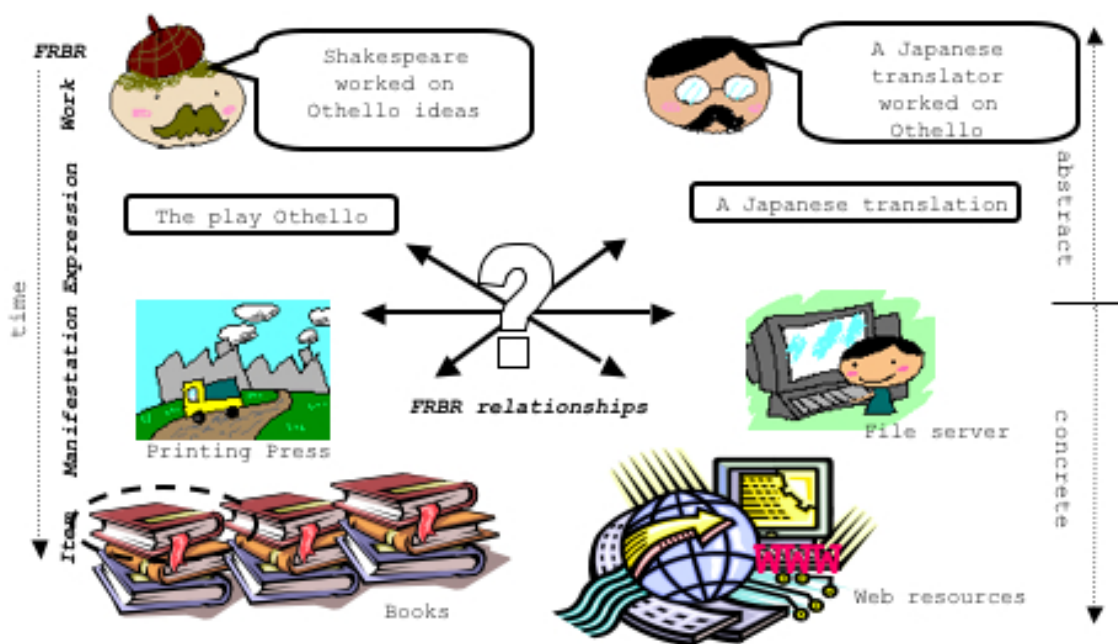 FRBR
Shakespeare
worked on
Othello ideas
A Japanese
translator
worked on
Othello
Work
abstract
The play Othello
A Japanese translation
Expression
time
?
Manifestation
FRBR relationships
Printing Press
File server
concrete
Item
WWW
Books
Web resources